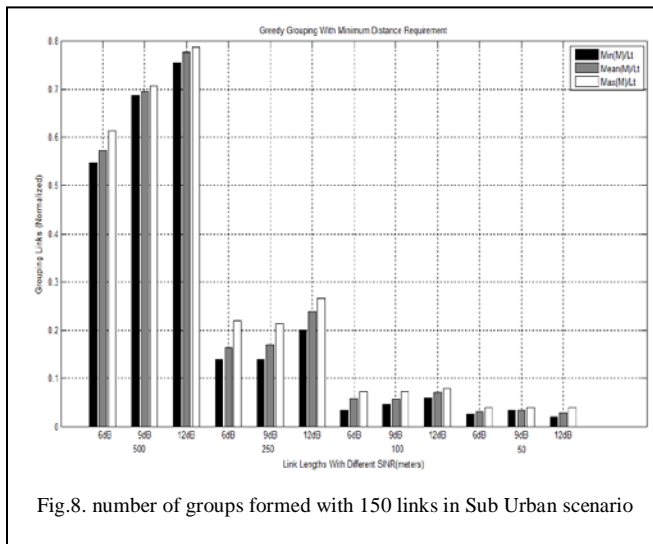 Greedy Grouping With Minimum Distance Requirement
Min(M)/Lt
Mean(M)/Lt
Max(M)/Lt
Grouping Links (Normalized)
0.8
0.7
0.6
0.5
0.4
0.3
0.2
0.1
0
6dB 9dB 12dB 6dB 9dB 12dB 6dB 9dB 12dB 6dB 9dB 12dB
500 250 100 50
Link Lengths With Different SINR(meters)
Fig.8. number of groups formed with 150 links in Sub Urban scenario